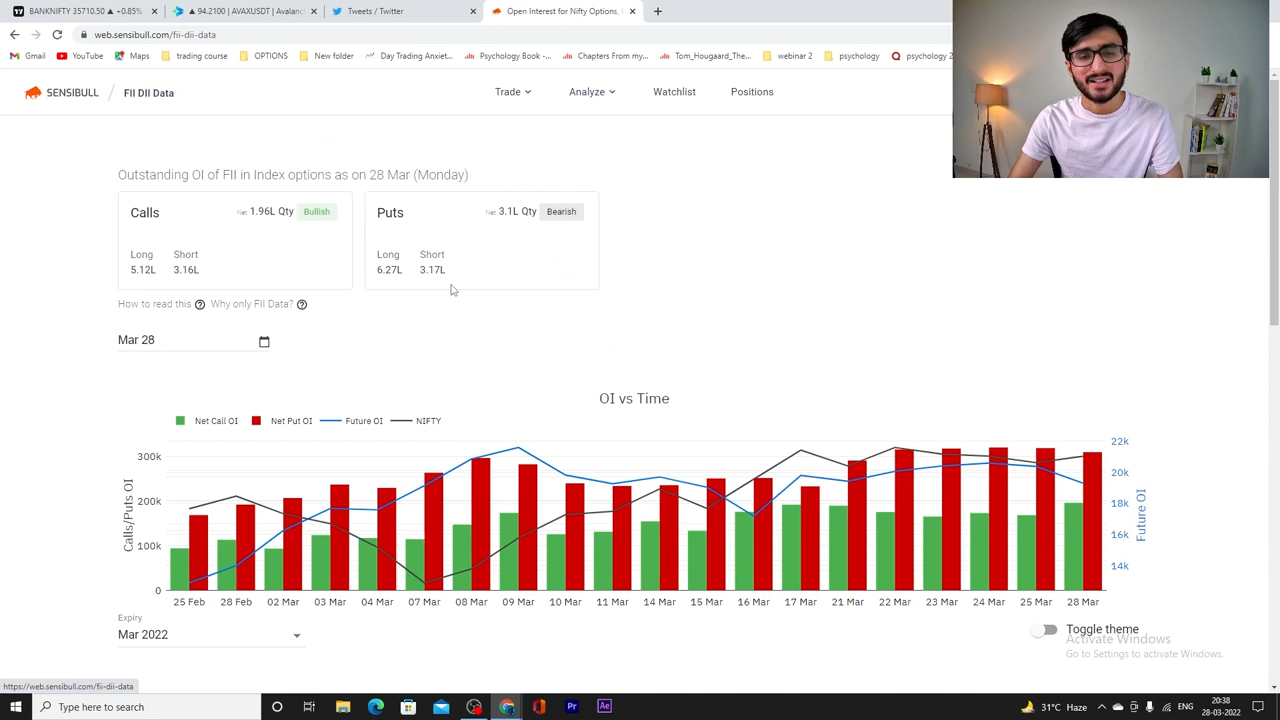 BANKNIFTY 35710.50 ▲ +0.85%
▲ 94.2100 | AVAXUSDT | Avalanc
Tweets / Twitter
Open Interest for Nifty Options,
web.sensibull.com/fii-dii-data
Gmail YouTube Maps trading course OPTIONS New folder Day Trading Anxiet... Psychology Book -... Chapters From my... Tom_Hougaard_The... webinar 2 psychology psychology 2
SENSIBULL / FII DII Data Trade Analyze Watchlist Positions
Outstanding OI of FII in Index options as on 28 Mar (Monday)
Calls Net 1.96L Qty Bullish
Long Short
5.12L 3.16L
Puts Net 3.1L Qty Bearish
Long Short
6.27L 3.17L
How to read this ? Why only FII Data? ?
Mar 28
OI vs Time
Net Call OI Net Put OI Future OI NIFTY
Calls/Puts OI
300k
200k
100k
0
22k
20k
18k
16k
14k
Future OI
25 Feb 28 Feb 02 Mar 03 Mar 04 Mar 07 Mar 08 Mar 09 Mar 10 Mar 11 Mar 14 Mar 15 Mar 16 Mar 17 Mar 21 Mar 22 Mar 23 Mar 24 Mar 25 Mar 28 Mar
Expiry
Mar 2022
Toggle theme
Activate Windows
Go to Settings to activate Windows.
https://web.sensibull.com/fii-dii-data
Type here to search
Pr
Ae
31°C Haze
ENG
20:38
28-03-2022